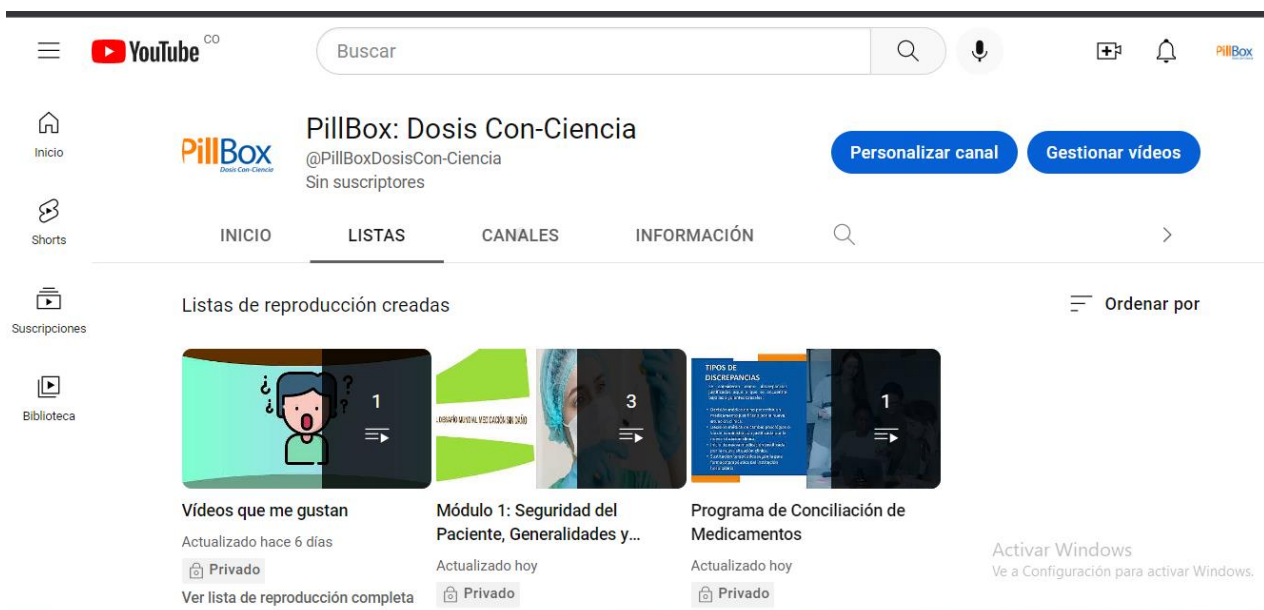 YouTube CO
Buscar
PillBox
Inicio
Shorts
Suscripciones
Biblioteca
PillBox
Dosis Con-Ciencia
PillBox: Dosis Con-Ciencia
@PillBoxDosisCon-Ciencia
Sin suscriptores
Personalizar canal
Gestionar vídeos
INICIO
LISTAS
CANALES
INFORMACIÓN
Listas de reproducción creadas
Ordenar por
¿ ?
¿ ?
1
Vídeos que me gustan
Actualizado hace 6 días
Privado
Ver lista de reproducción completa
MEDICACIÓN SIN DAÑO
3
Módulo 1: Seguridad del
Paciente, Generalidades y...
Actualizado hoy
Privado
TIPOS DE
DISCREPANCIAS
1
Programa de Conciliación de
Medicamentos
Actualizado hoy
Privado
Activar Windows
Ve a Configuración para activar Windows.